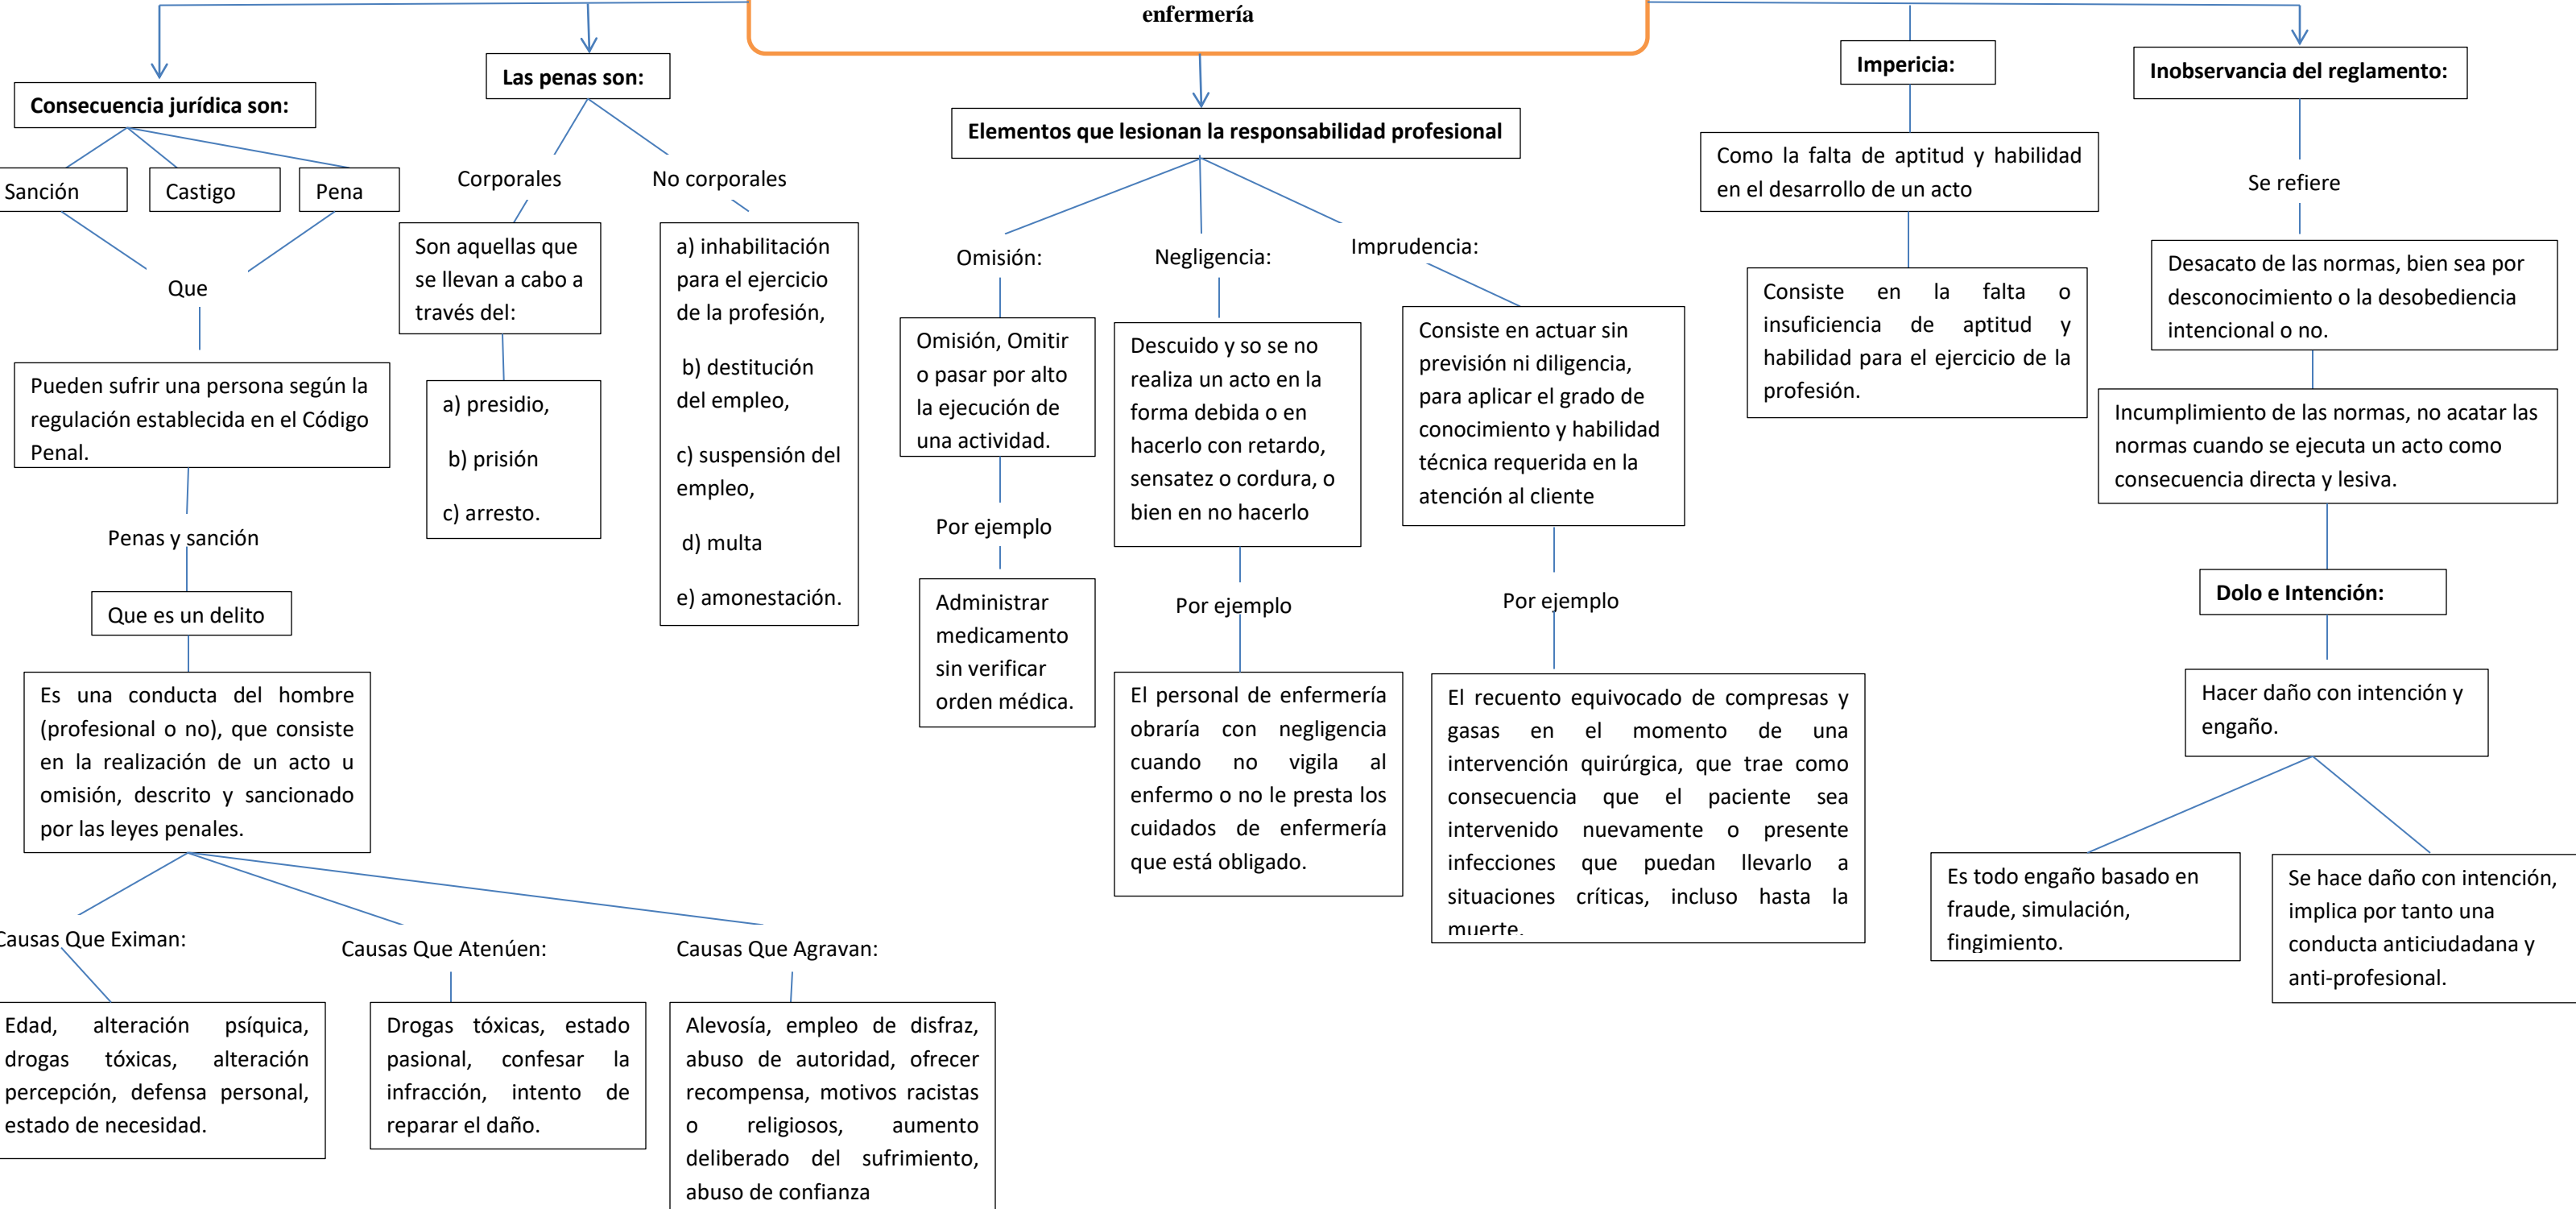 enfermería
Consecuencia jurídica son:
Sanción
Castigo
Pena
Que
Pueden sufrir una persona según la
regulación establecida en el Código
Penal.
Penas y sanción
Que es un delito
Es una conducta del hombre
(profesional o no), que consiste
en la realización de un acto u
omisión, descrito y sancionado
por las leyes penales.
Causas Que Eximan:
Edad, alteración psíquica,
drogas tóxicas, alteración
percepción, defensa personal,
estado de necesidad.
Causas Que Atenúen:
Drogas tóxicas, estado
pasional, confesar la
infracción, intento de
reparar el daño.
Causas Que Agravan:
Alevosía, empleo de disfraz,
abuso de autoridad, ofrecer
recompensa, motivos racistas
o religiosos, aumento
deliberado del sufrimiento,
abuso de confianza
Las penas son:
Corporales
Son aquellas que
se llevan a cabo a
través del:
a) presidio,
b) prisión
c) arresto.
No corporales
a) inhabilitación
para el ejercicio
de la profesión,
b) destitución
del empleo,
c) suspensión del
empleo,
d) multa
e) amonestación.
Elementos que lesionan la responsabilidad profesional
Omisión:
Omisión, Omitir
o pasar por alto
la ejecución de
una actividad.
Por ejemplo
Administrar
medicamento
sin verificar
orden médica.
Negligencia:
Descuido y so se no
realiza un acto en la
forma debida o en
hacerlo con retardo,
sensatez o cordura, o
bien en no hacerlo
Por ejemplo
El personal de enfermería
obraría con negligencia
cuando no vigila al
enfermo o no le presta los
cuidados de enfermería
que está obligado.
Imprudencia:
Consiste en actuar sin
previsión ni diligencia,
para aplicar el grado de
conocimiento y habilidad
técnica requerida en la
atención al cliente
Por ejemplo
El recuento equivocado de compresas y
gasas en el momento de una
intervención quirúrgica, que trae como
consecuencia que el paciente sea
intervenido nuevamente o presente
infecciones que puedan llevarlo a
situaciones críticas, incluso hasta la
muerte.
Impericia:
Como la falta de aptitud y habilidad
en el desarrollo de un acto
Consiste en la falta o
insuficiencia de aptitud y
habilidad para el ejercicio de la
profesión.
Inobservancia del reglamento:
Se refiere
Desacato de las normas, bien sea por
desconocimiento o la desobediencia
intencional o no.
Incumplimiento de las normas, no acatar las
normas cuando se ejecuta un acto como
consecuencia directa y lesiva.
Dolo e Intención:
Hacer daño con intención y
engaño.
Es todo engaño basado en
fraude, simulación,
fingimiento.
Se hace daño con intención,
implica por tanto una
conducta anticiudadana y
anti-profesional.